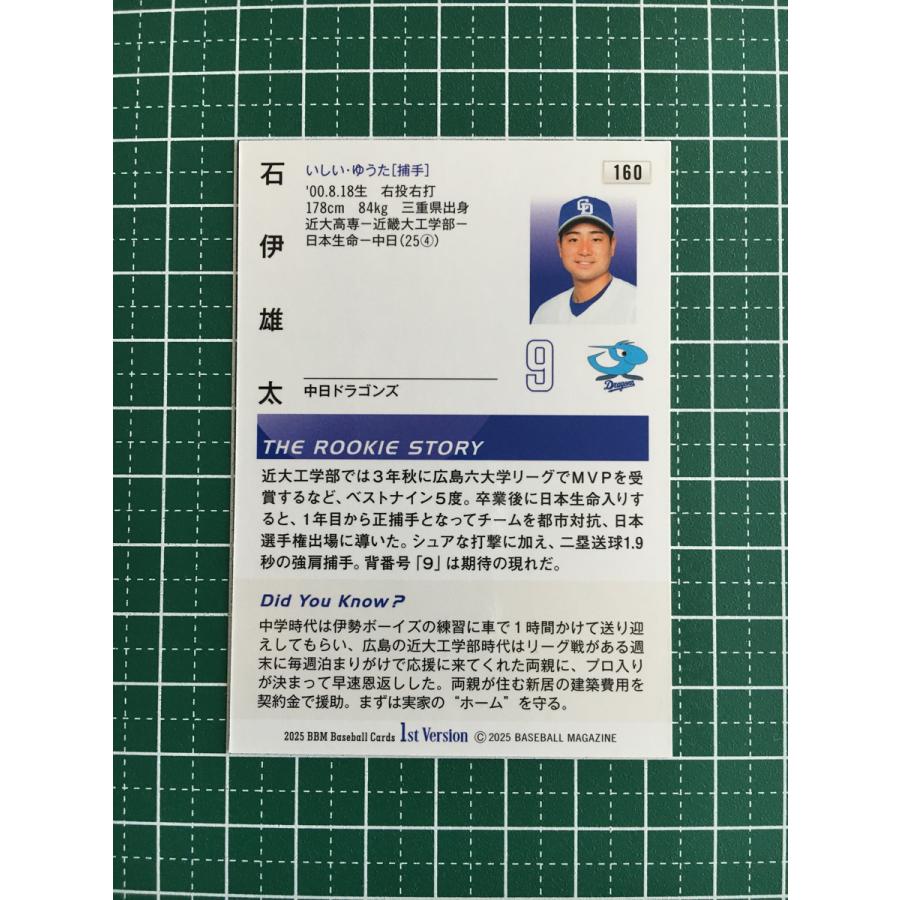 石伊雄太
いしい・ゆうた[捕手]
160
'00.8.18生 右投右打
178cm 84kg 三重県出身
近大高専－近畿大工学部－
日本生命－中日(25④)
CD
9
Dragons
中日ドラゴンズ
THE ROOKIE STORY
近大工学部では３年秋に広島六大学リーグでＭＶＰを受
賞するなど、ベストナイン５度。卒業後に日本生命入りす
ると、１年目から正捕手となってチームを都市対抗、日本
選手権出場に導いた。シュアな打撃に加え、二塁送球1.9
秒の強肩捕手。背番号「９」は期待の現れだ。
Did You Know?
中学時代は伊勢ボーイズの練習に車で１時間かけて送り迎
えしてもらい、広島の近大工学部時代はリーグ戦がある週
末に毎週泊まりがけで応援に来てくれた両親に、プロ入り
が決まって早速恩返しした。両親が住む新居の建築費用を
契約金で援助。まずは実家の“ホーム”を守る。
2025 BBM Baseball Cards 1st Version ©2025 BASEBALL MAGAZINE